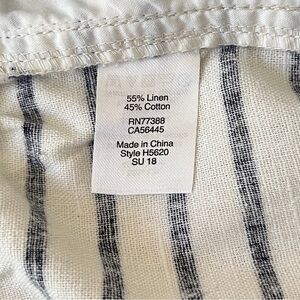 55% Linen
45% Cotton
RN77388
CA56445
Made in China
Style H5620
SU 18